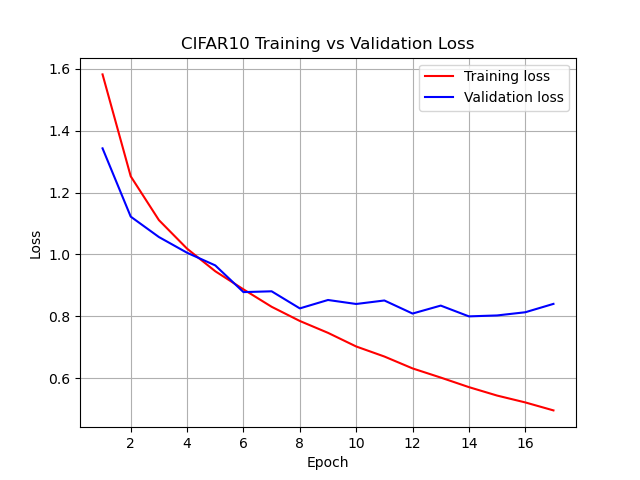 CIFAR10 Training vs Validation Loss
1.6
1.4
1.2
1.0
0.8
0.6
Loss
Training loss
Validation loss
2 4 6 8 10 12 14 16
Epoch